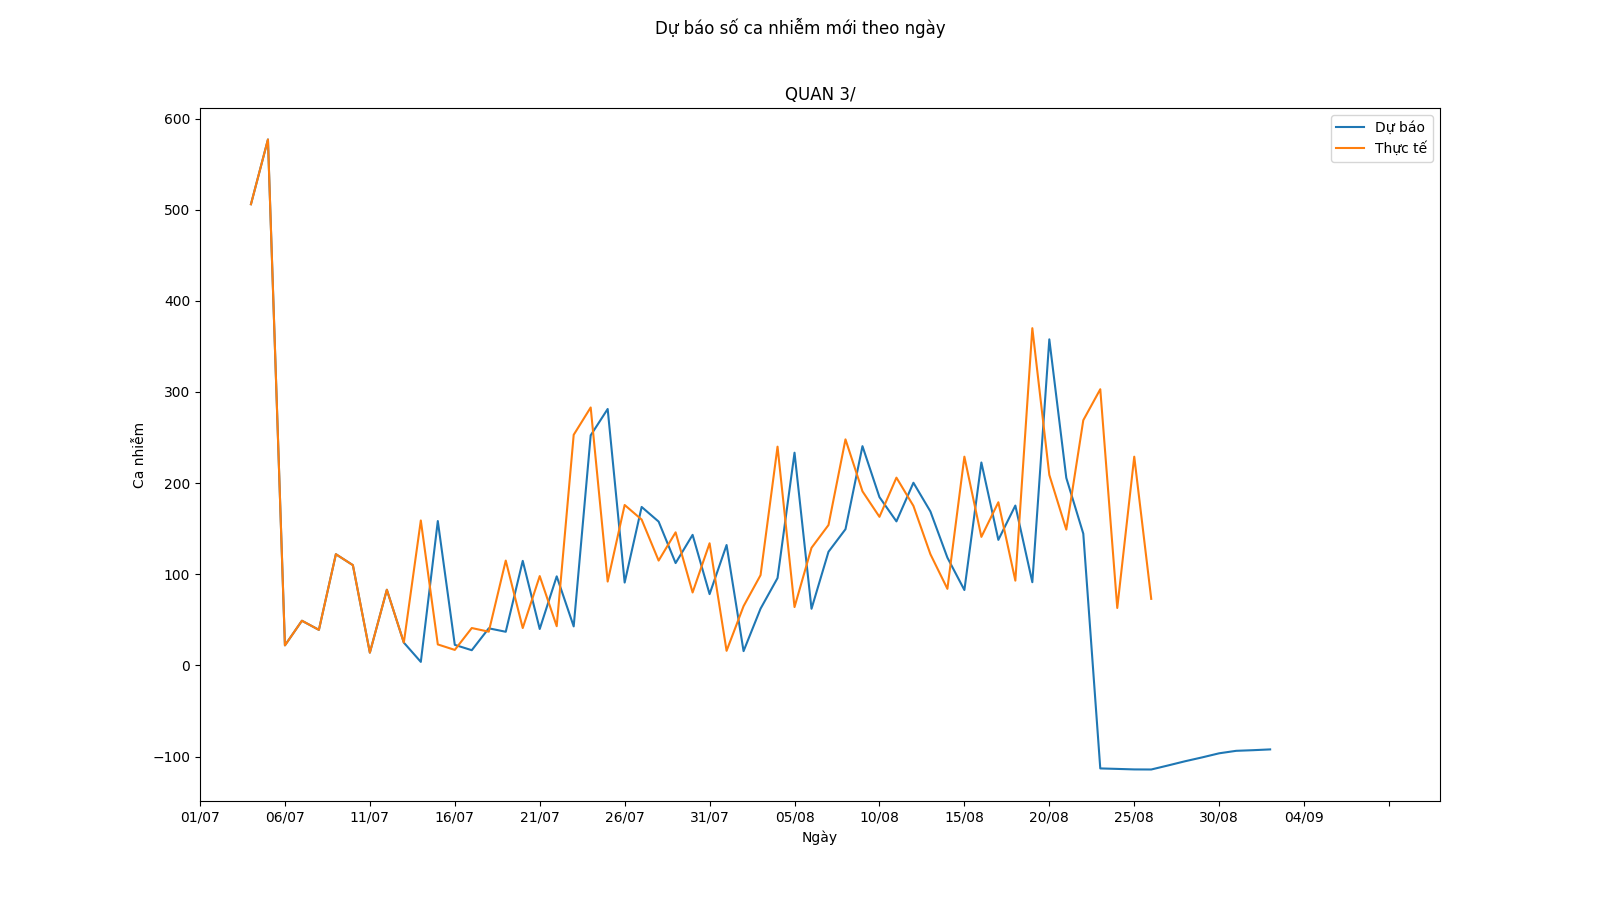 Dự báo số ca nhiễm mới theo ngày
QUAN 3/
Dự báo
Thực tế
600
500
400
300
200
100
0
−100
Ca nhiễm
01/07 06/07 11/07 16/07 21/07 26/07 31/07 05/08 10/08 15/08 20/08 25/08 30/08 04/09
Ngày